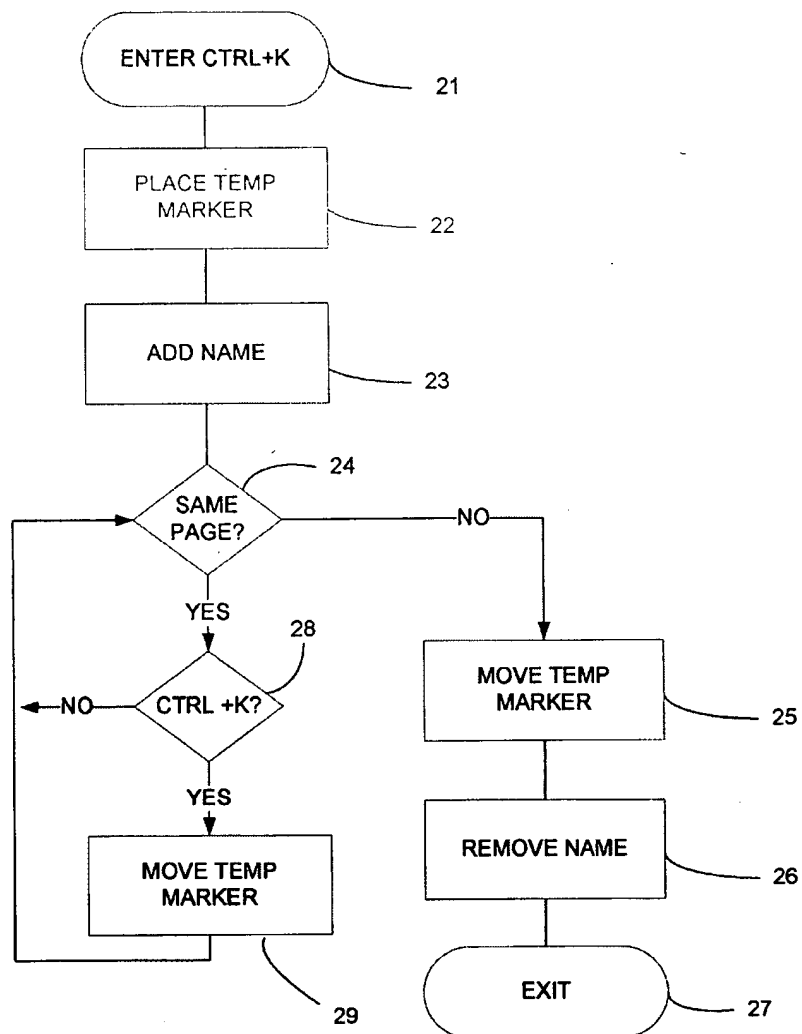 ENTER CTRL+K
21
PLACE TEMP
MARKER
22
ADD NAME
23
24
SAME
PAGE?
NO
YES
28
CTRL +K?
NO
YES
MOVE TEMP
MARKER
29
MOVE TEMP
MARKER
25
REMOVE NAME
26
EXIT
27